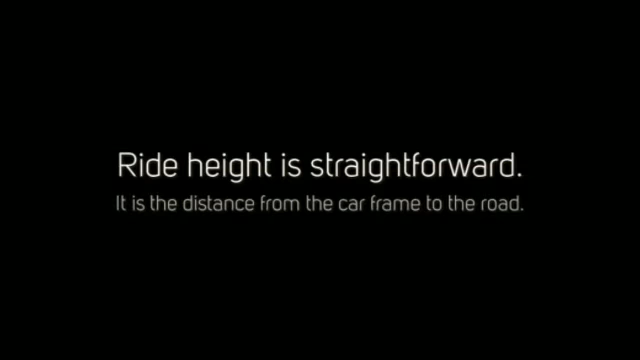 Ride height is straightforward.
It is the distance from the car frame to the road.